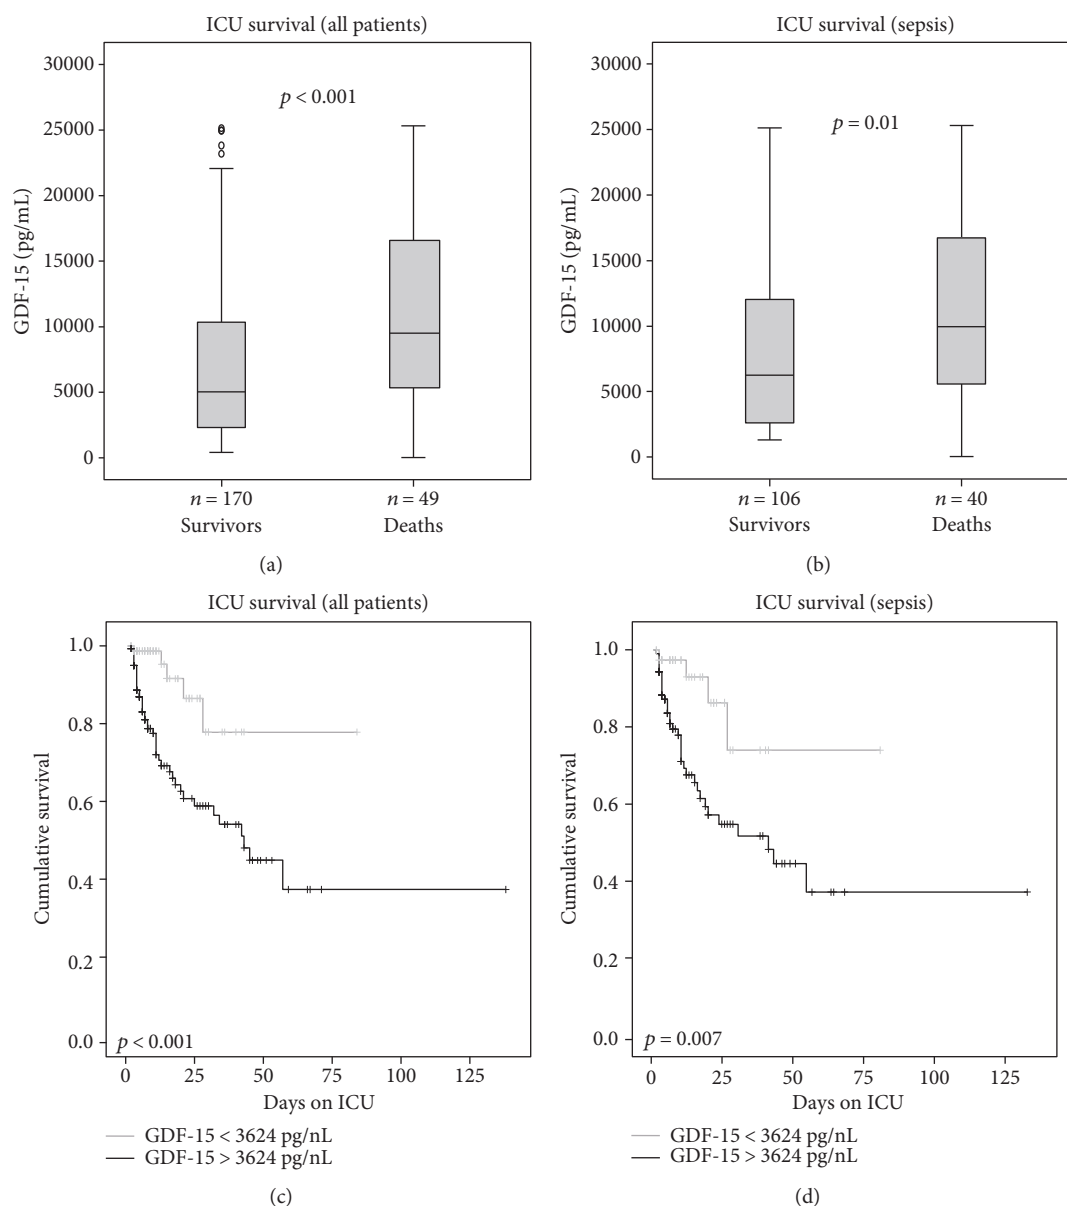 ICU survival (all patients)
30000
25000
20000
15000
10000
5000
0
GDF-15 (pg/mL)
p < 0.001
n = 170
Survivors
n = 49
Deaths
(a)
ICU survival (sepsis)
30000
25000
20000
15000
10000
5000
0
GDF-15 (pg/mL)
p = 0.01
n = 106
Survivors
n = 40
Deaths
(b)
ICU survival (all patients)
1.0
0.8
0.6
0.4
0.2
0.0
Cumulative survival
p < 0.001
0 25 50 75 100 125
Days on ICU
GDF-15 < 3624 pg/nL
GDF-15 > 3624 pg/nL
(c)
ICU survival (sepsis)
1.0
0.8
0.6
0.4
0.2
0.0
Cumulative survival
p = 0.007
0 25 50 75 100 125
Days on ICU
GDF-15 < 3624 pg/nL
GDF-15 > 3624 pg/nL
(d)